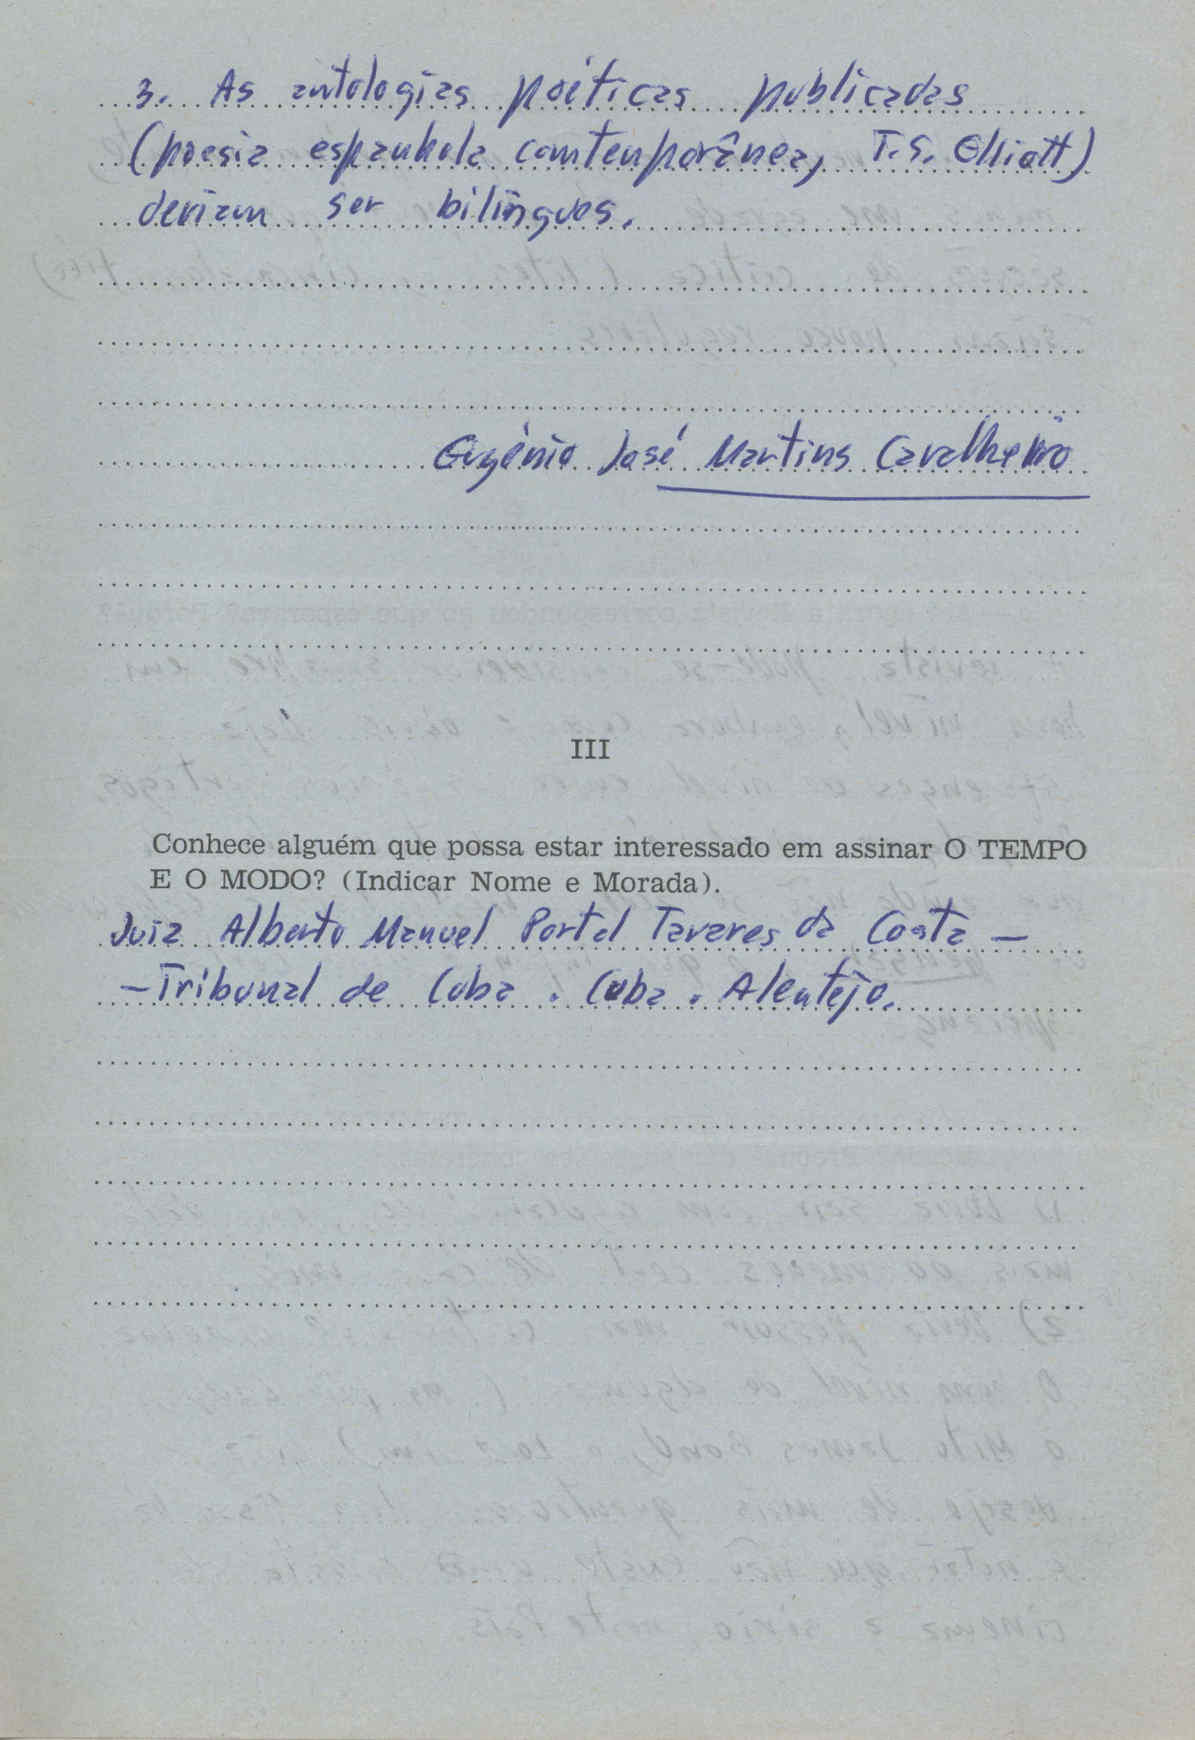 3. As antologias poéticas publicadas
(poesia espanhola comtemporânea, T.S. Elliott)
deviam ser bilingues.
Eugénio José Martins Cavalheiro
III
Conhece alguém que possa estar interessado em assinar O TEMPO
E O MODO? (Indicar Nome e Morada).
Juiz Alberto Manuel Portal Tavares da Costa —
— Tribunal de Cuba . Cuba . Alentejo.